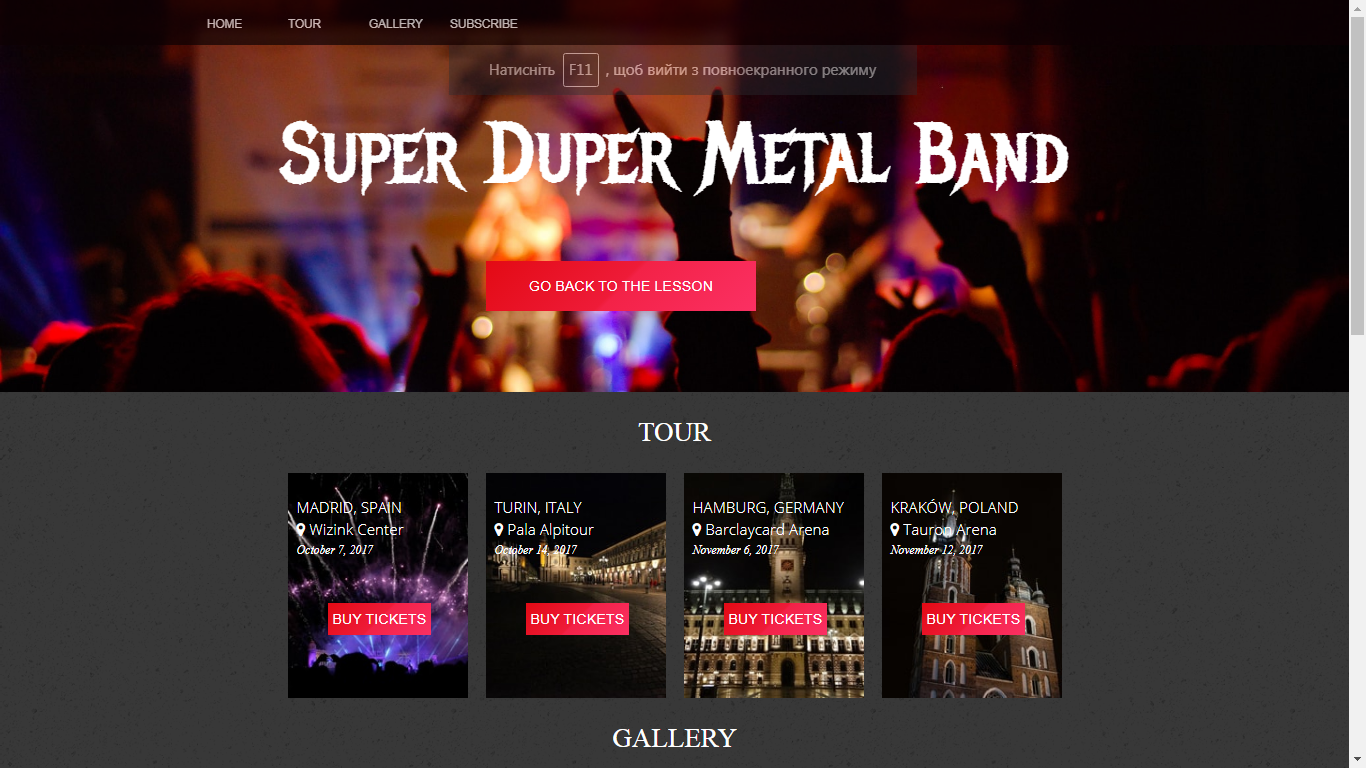 HOME TOUR GALLERY SUBSCRIBE
Натисніть F11 , щоб вийти з повноекранного режиму
Super Duper Metal Band
GO BACK TO THE LESSON
TOUR
MADRID, SPAIN
Wizink Center
October 7, 2017
BUY TICKETS
TURIN, ITALY
Pala Alpitour
October 14, 2017
BUY TICKETS
HAMBURG, GERMANY
Barclaycard Arena
November 6, 2017
BUY TICKETS
KRAKÓW, POLAND
Tauron Arena
November 12, 2017
BUY TICKETS
GALLERY